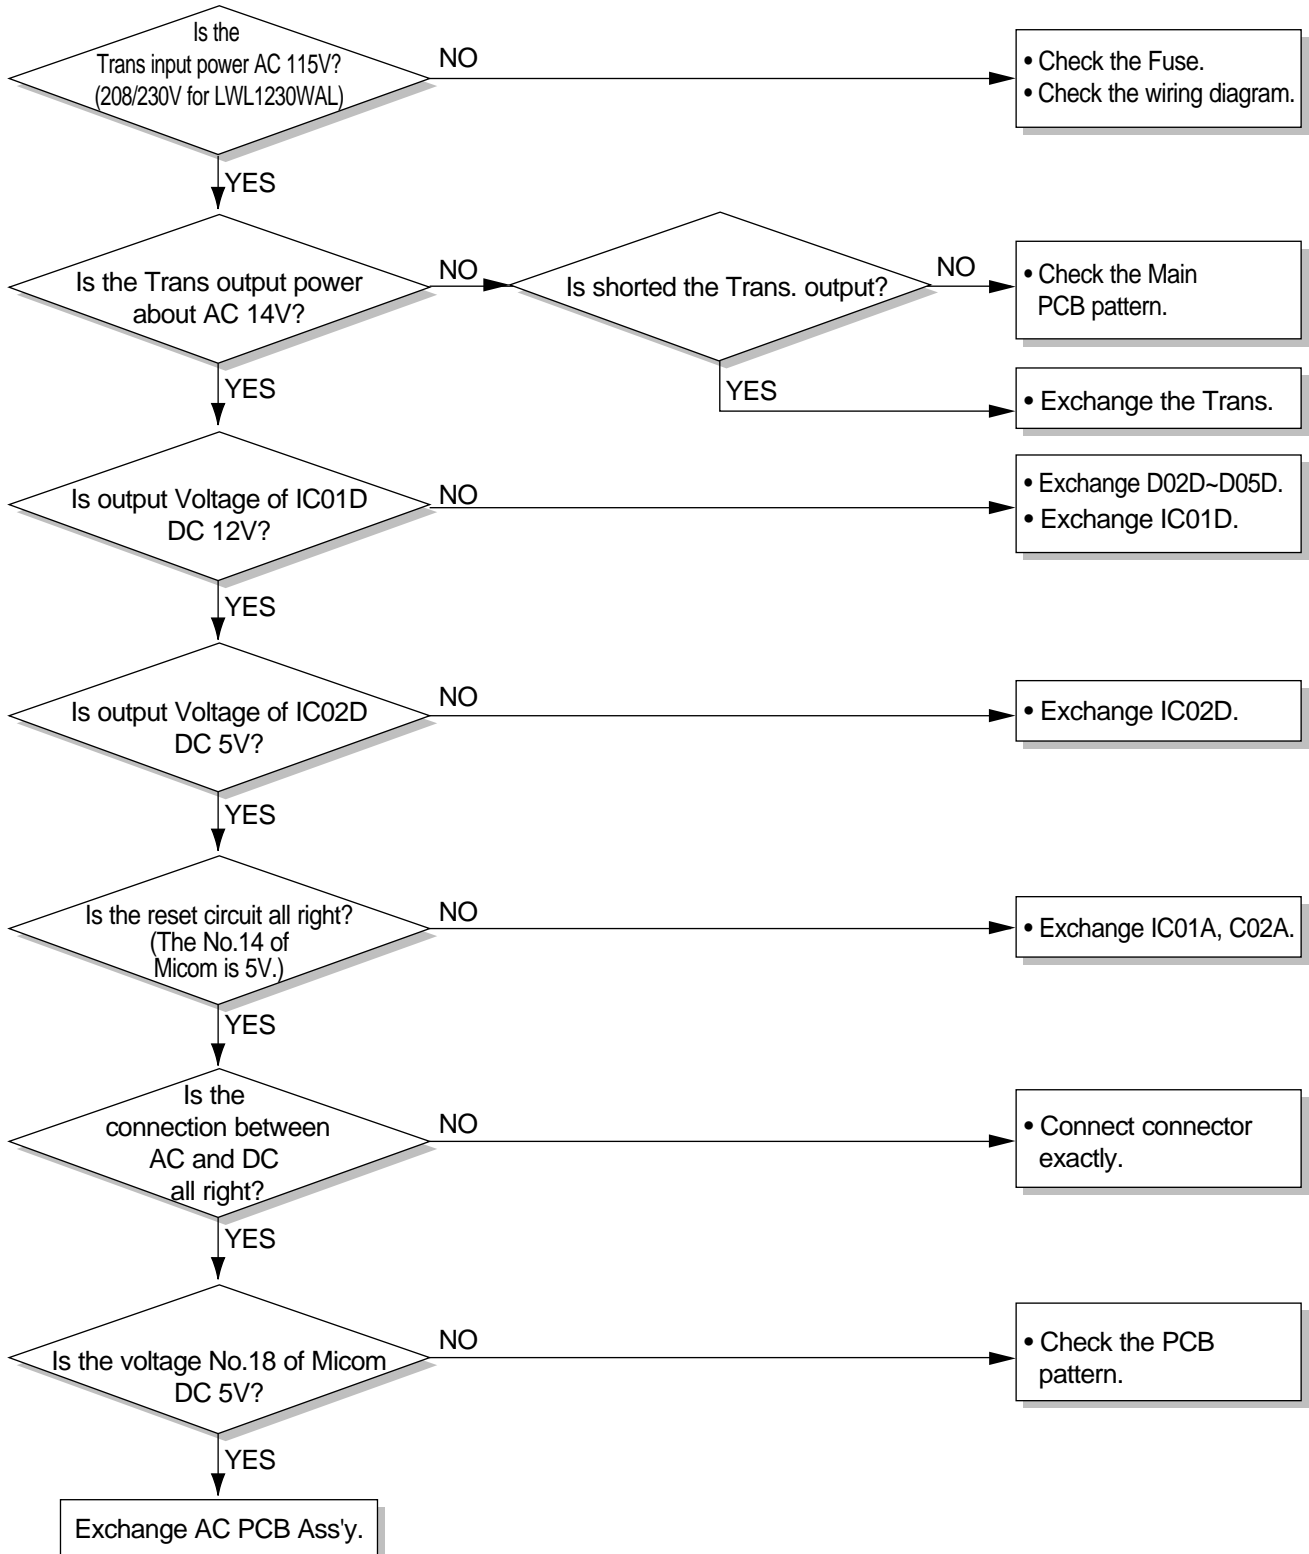 Is the
Trans input power AC 115V?
(208/230V for LWL1230WAL)
NO
• Check the Fuse.
• Check the wiring diagram.
YES
Is the Trans output power
about AC 14V?
NO
Is shorted the Trans. output?
NO
• Check the Main
PCB pattern.
YES
• Exchange the Trans.
YES
Is output Voltage of IC01D
DC 12V?
NO
• Exchange D02D~D05D.
• Exchange IC01D.
YES
Is output Voltage of IC02D
DC 5V?
NO
• Exchange IC02D.
YES
Is the reset circuit all right?
(The No.14 of
Micom is 5V.)
NO
• Exchange IC01A, C02A.
YES
Is the
connection between
AC and DC
all right?
NO
• Connect connector
exactly.
YES
Is the voltage No.18 of Micom
DC 5V?
NO
• Check the PCB
pattern.
YES
Exchange AC PCB Ass'y.